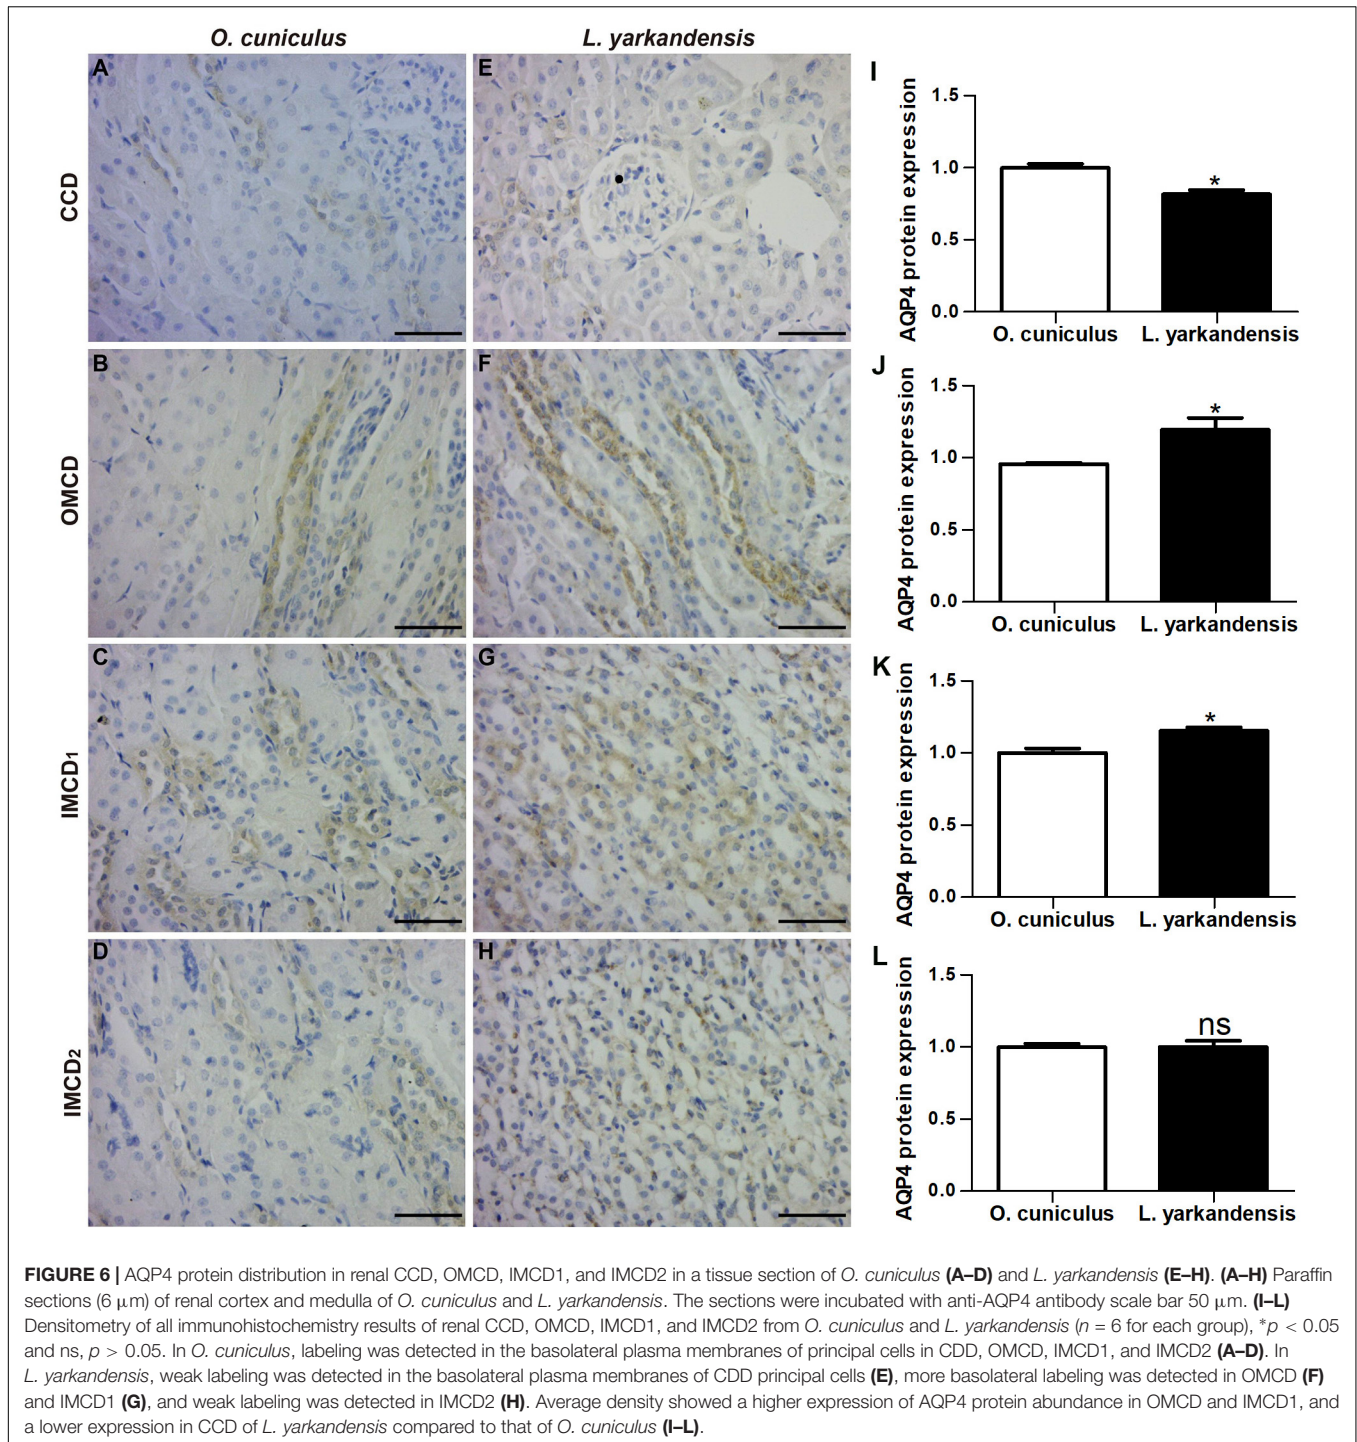 O. cuniculus
L. yarkandensis
A
E
I
CCD
AQP4 protein expression
1.5
1.0
0.5
0.0
*
O. cuniculus
L. yarkandensis
B
F
J
OMCD
AQP4 protein expression
1.5
1.0
0.5
0.0
*
O. cuniculus
L. yarkandensis
C
G
K
IMCD1
AQP4 protein expression
1.5
1.0
0.5
0.0
*
O. cuniculus
L. yarkandensis
D
H
L
IMCD2
AQP4 protein expression
1.5
1.0
0.5
0.0
ns
O. cuniculus
L. yarkandensis
FIGURE 6 | AQP4 protein distribution in renal CCD, OMCD, IMCD1, and IMCD2 in a tissue section of O. cuniculus (A–D) and L. yarkandensis (E–H). (A–H) Paraffin
sections (6 μm) of renal cortex and medulla of O. cuniculus and L. yarkandensis. The sections were incubated with anti-AQP4 antibody scale bar 50 μm. (I–L)
Densitometry of all immunohistochemistry results of renal CCD, OMCD, IMCD1, and IMCD2 from O. cuniculus and L. yarkandensis (n = 6 for each group), *p < 0.05
and ns, p > 0.05. In O. cuniculus, labeling was detected in the basolateral plasma membranes of principal cells in CDD, OMCD, IMCD1, and IMCD2 (A–D). In
L. yarkandensis, weak labeling was detected in the basolateral plasma membranes of CDD principal cells (E), more basolateral labeling was detected in OMCD (F)
and IMCD1 (G), and weak labeling was detected in IMCD2 (H). Average density showed a higher expression of AQP4 protein abundance in OMCD and IMCD1, and
a lower expression in CCD of L. yarkandensis compared to that of O. cuniculus (I–L).